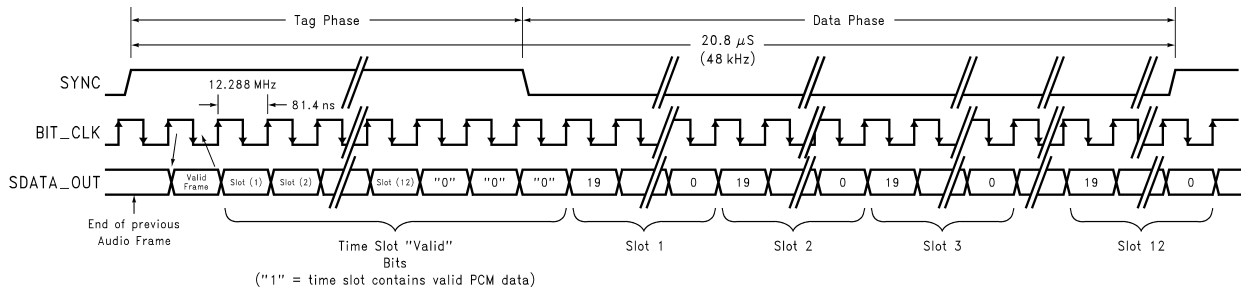 Tag Phase
Data Phase
20.8 μS
(48 kHz)
SYNC
12.288 MHz
81.4 ns
BIT_CLK
SDATA_OUT
Valid
Frame
Slot (1)
Slot (2)
Slot (12)
"0"
"0"
"0"
19
0
19
0
19
0
19
0
End of previous
Audio Frame
Time Slot "Valid"
Bits
("1" = time slot contains valid PCM data)
Slot 1
Slot 2
Slot 3
Slot 12